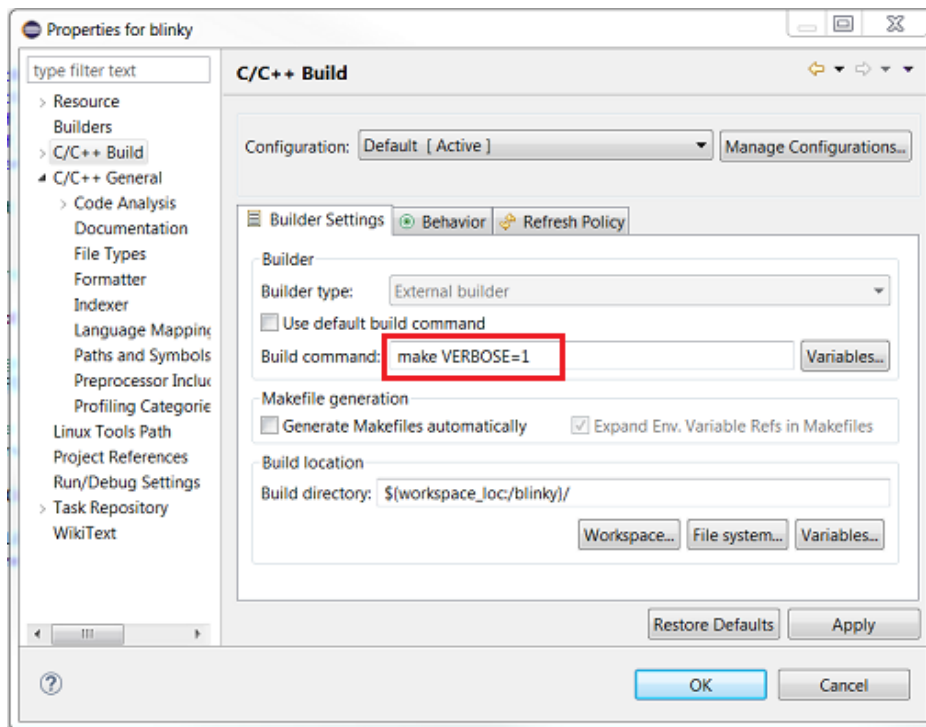 Properties for blinky
type filter text
Resource
Builders
C/C++ Build
C/C++ General
Code Analysis
Documentation
File Types
Formatter
Indexer
Language Mapping
Paths and Symbols
Preprocessor Inclu
Profiling Categorie
Linux Tools Path
Project References
Run/Debug Settings
Task Repository
WikiText
C/C++ Build
Configuration: Default [ Active ] Manage Configurations...
Builder Settings Behavior Refresh Policy
Builder
Builder type: External builder
Use default build command
Build command: make VERBOSE=1 Variables...
Makefile generation
Generate Makefiles automatically Expand Env. Variable Refs in Makefiles
Build location
Build directory: $(workspace_loc:/blinky)/
Workspace... File system... Variables...
Restore Defaults Apply
? OK Cancel